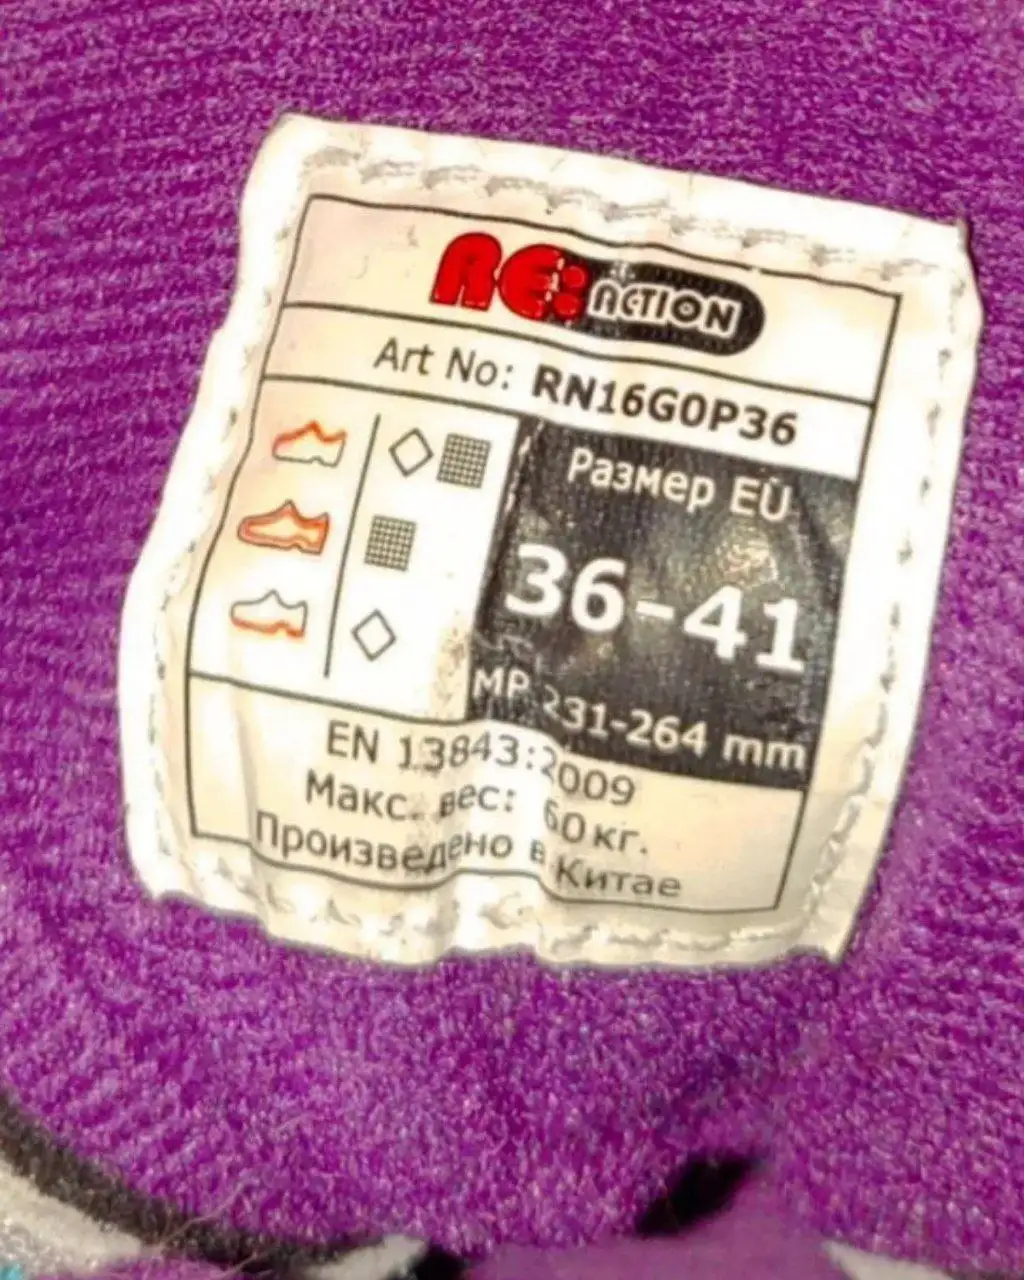 RE:ACTION
Art No: RN16G0P36
Размер EU
36-41
MP 231-264 mm
EN 13843:2009
Макс. вес: 60 кг.
Произведено в Китае